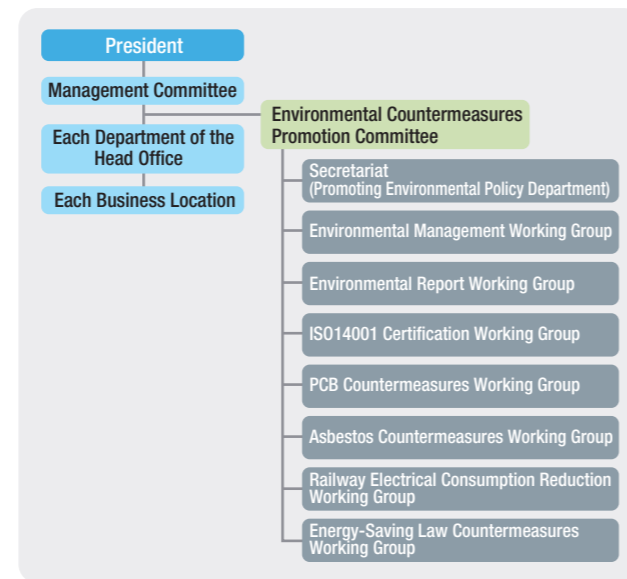 President
Management Committee
Each Department of the
Head Office
Each Business Location
Environmental Countermeasures
Promotion Committee
Secretariat
(Promoting Environmental Policy Department)
Environmental Management Working Group
Environmental Report Working Group
ISO14001 Certification Working Group
PCB Countermeasures Working Group
Asbestos Countermeasures Working Group
Railway Electrical Consumption Reduction
Working Group
Energy-Saving Law Countermeasures
Working Group